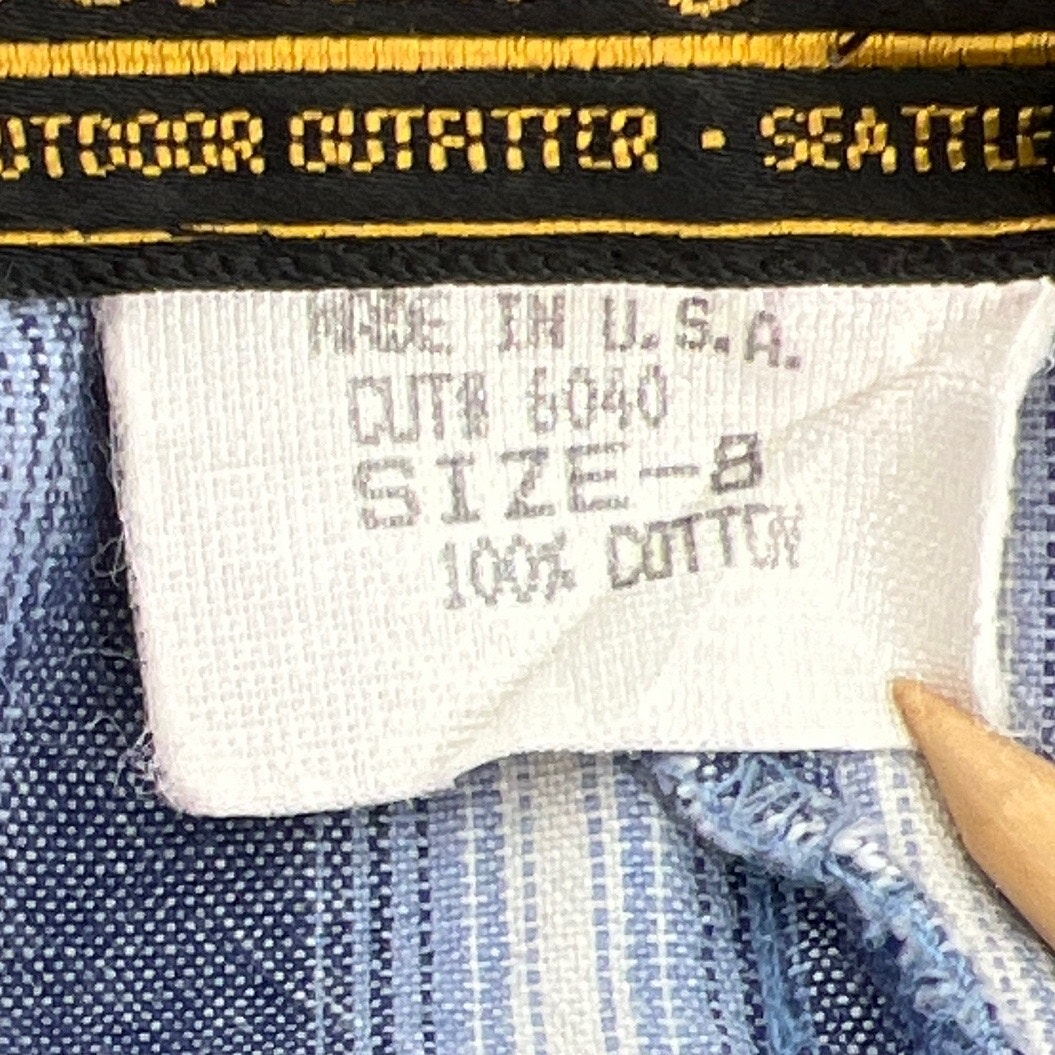 UTDOOR OUTFITTER • SEATTLE
MADE IN U.S.A.
CUT# 6040
SIZE-8
100% COTTON